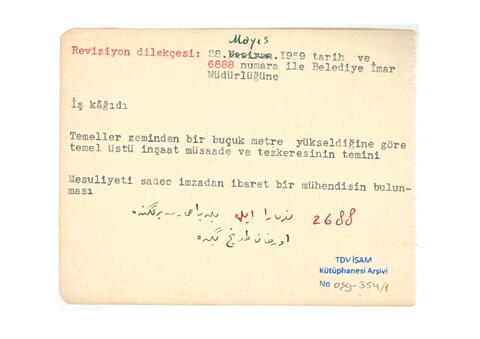 Mayıs
Reviziyon dilekçesi: 28.Haziran.1959 tarih ve
6888 numara ile Belediye İmar
Müdürlüğüne
İş kâğıdı
Temeller zeminden bir buçuk metre yükseldiğine göre
temel üstü inşaat müsaade ve tezkeresinin temini
Mesuliyeti sadec imzadan ibaret bir mühendisin bulun-
ması
2688
TDV İSAM
Kütüphanesi Arşivi
No OSG-354/1